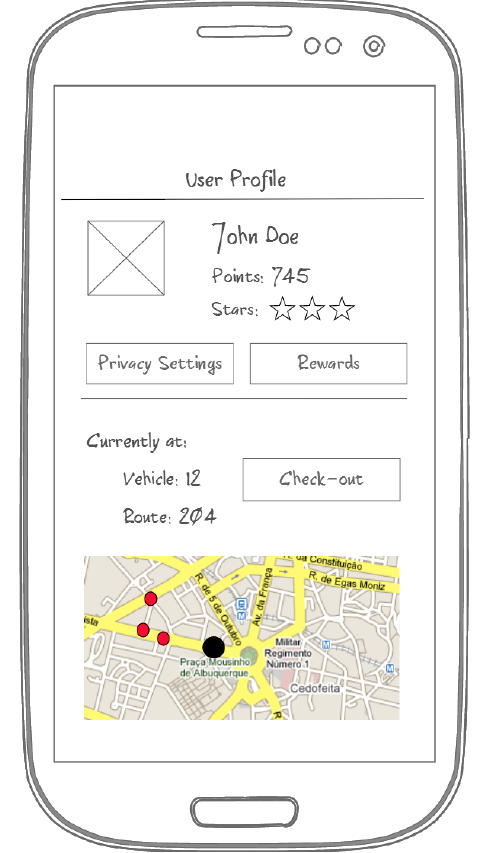 User Profile
John Doe
Points: 745
Stars:
Privacy Settings
Rewards
Currently at:
Vehicle: 12
Check-out
Route: 204
da Constituição
R. de Egas Moniz
R. de 5 de Outubro
Av. da França
ista
Militar
Regimento
Número 1
Praça Mousinho
de Albuquerque
Cedofeita
R